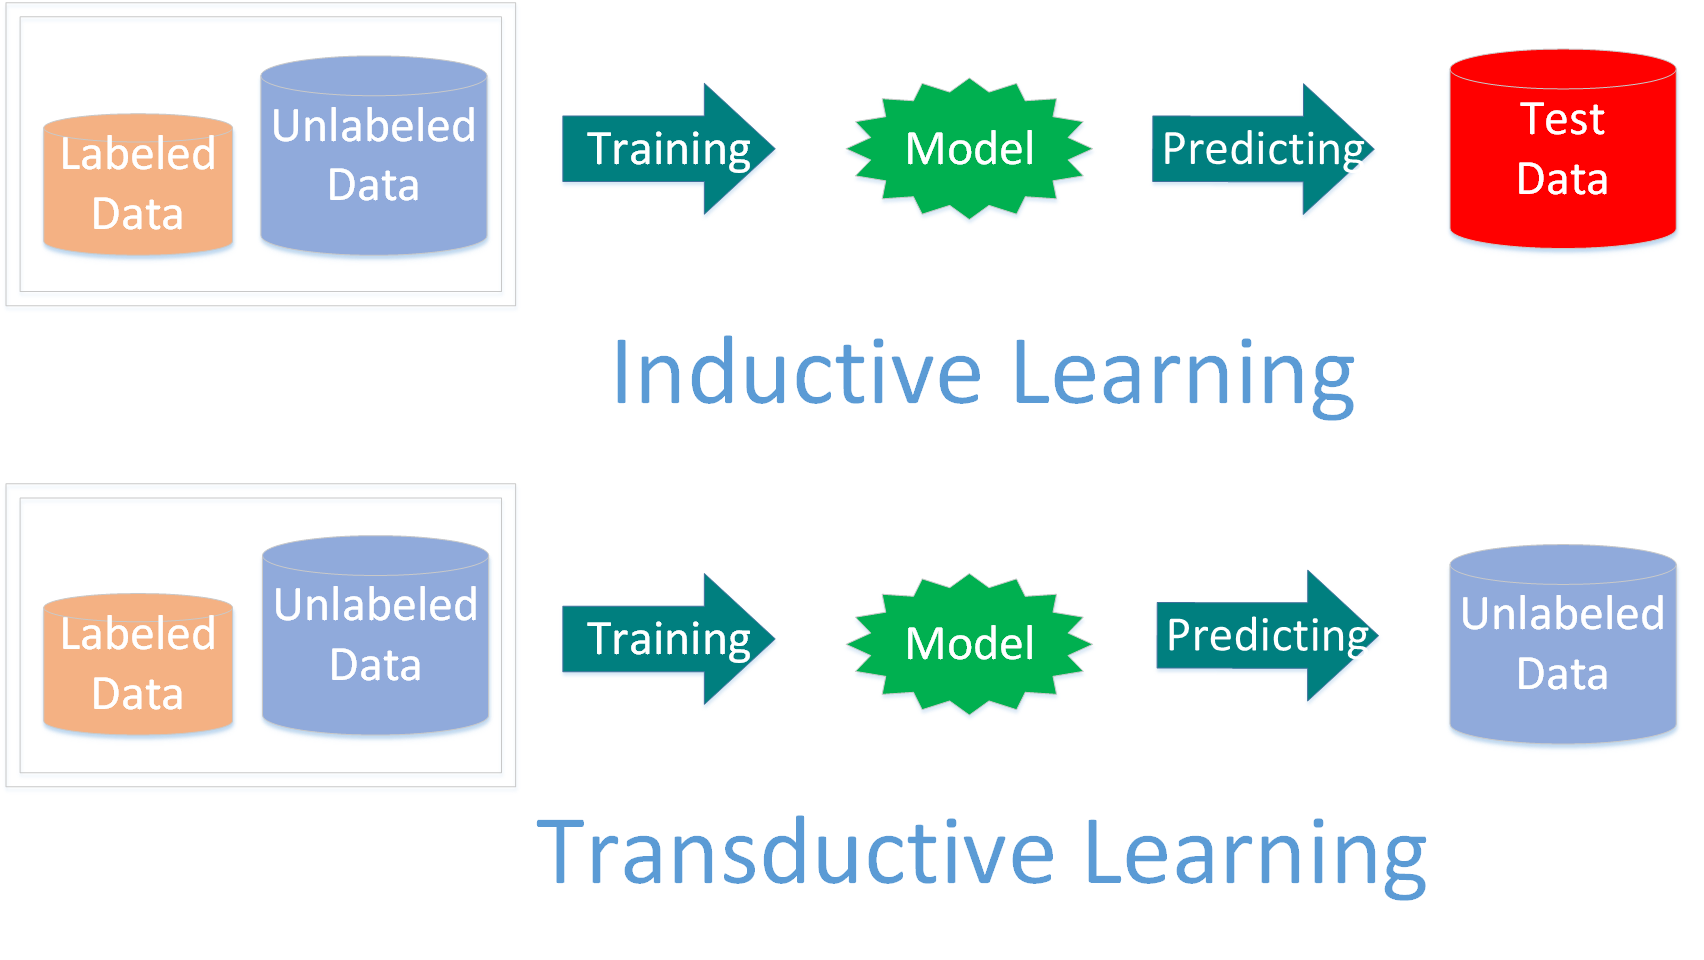 Labeled
Data
Unlabeled
Data
Training
Model
Predicting
Test
Data
Inductive Learning
Labeled
Data
Unlabeled
Data
Training
Model
Predicting
Unlabeled
Data
Transductive Learning